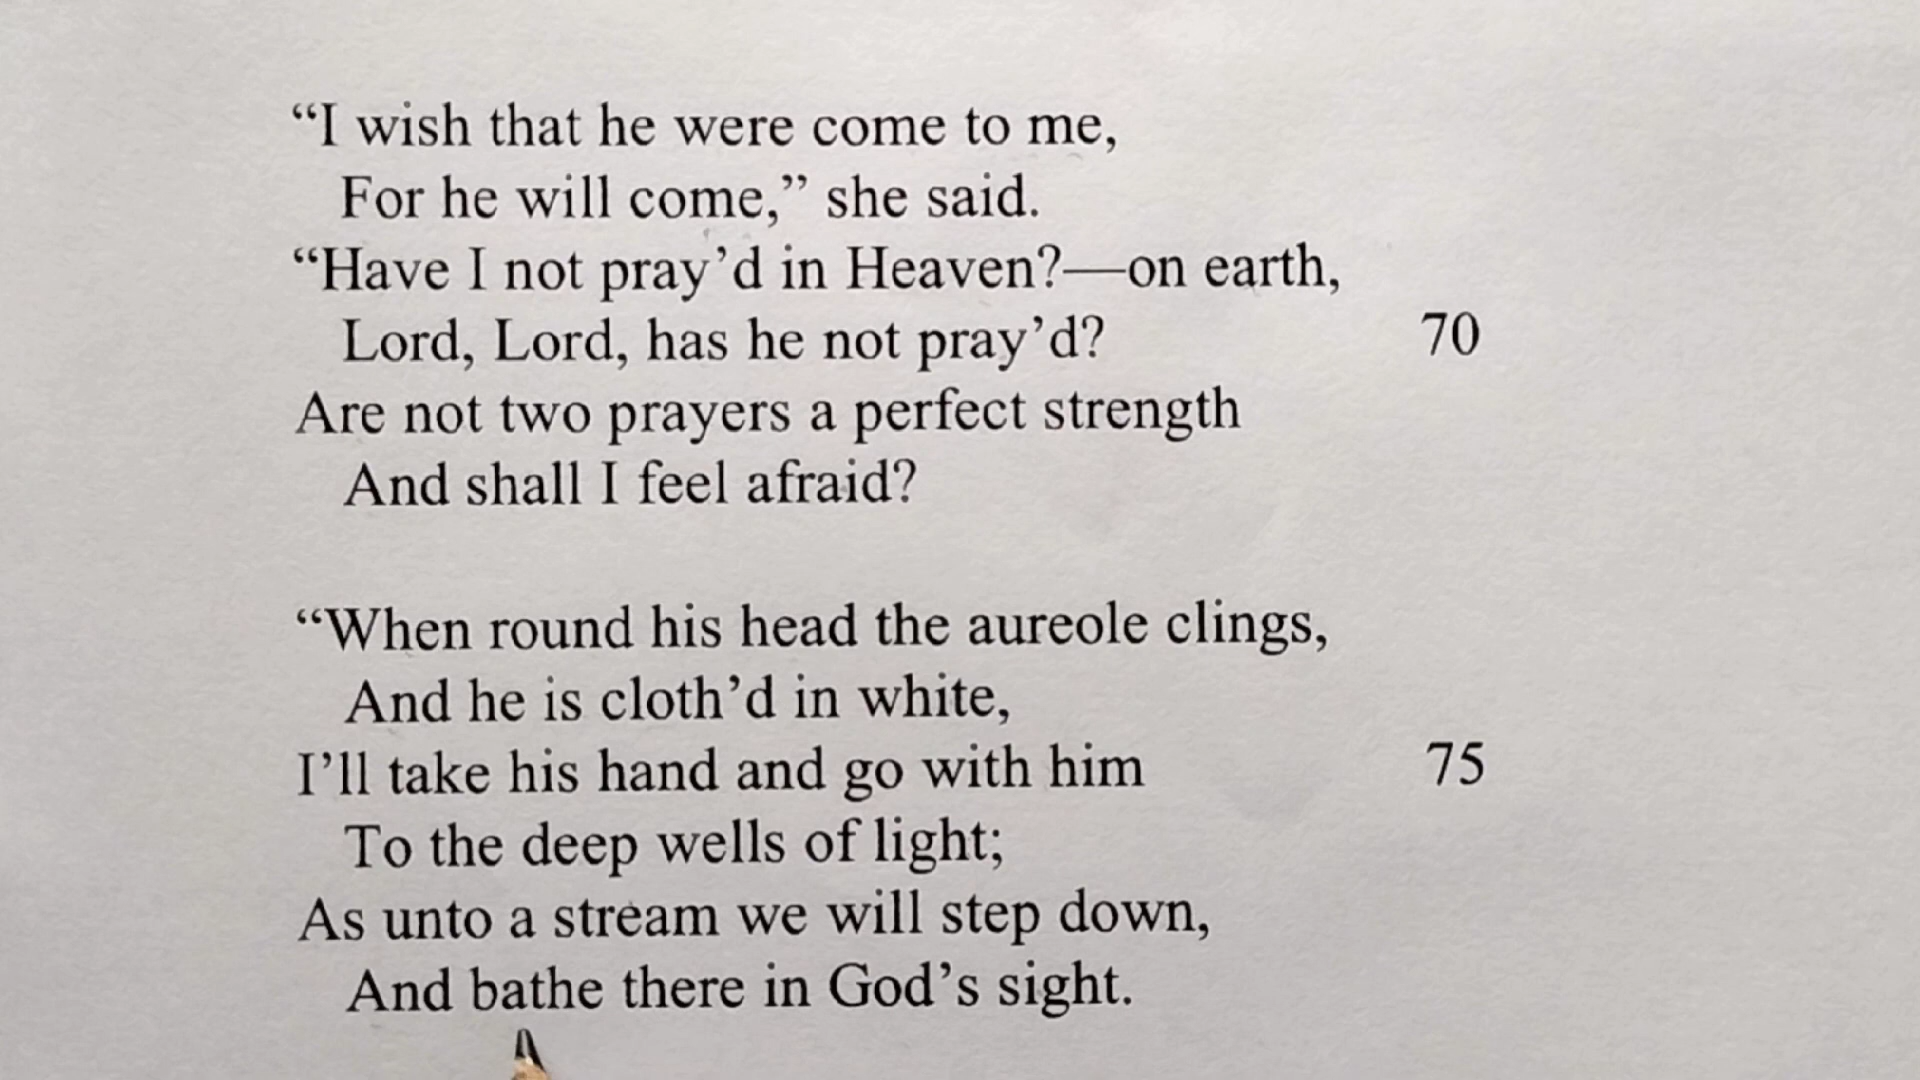 “I wish that he were come to me,
For he will come,” she said.
“Have I not pray’d in Heaven?—on earth,
Lord, Lord, has he not pray’d? 70
Are not two prayers a perfect strength
And shall I feel afraid?
“When round his head the aureole clings,
And he is cloth’d in white,
I’ll take his hand and go with him 75
To the deep wells of light;
As unto a stream we will step down,
And bathe there in God’s sight.